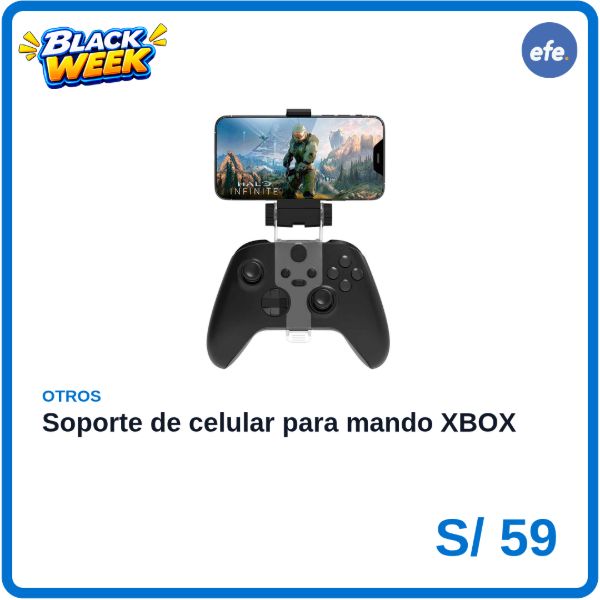 BLACK
WEEK
efe.
HALO
INFINITE
OTROS
Soporte de celular para mando XBOX
S/ 59